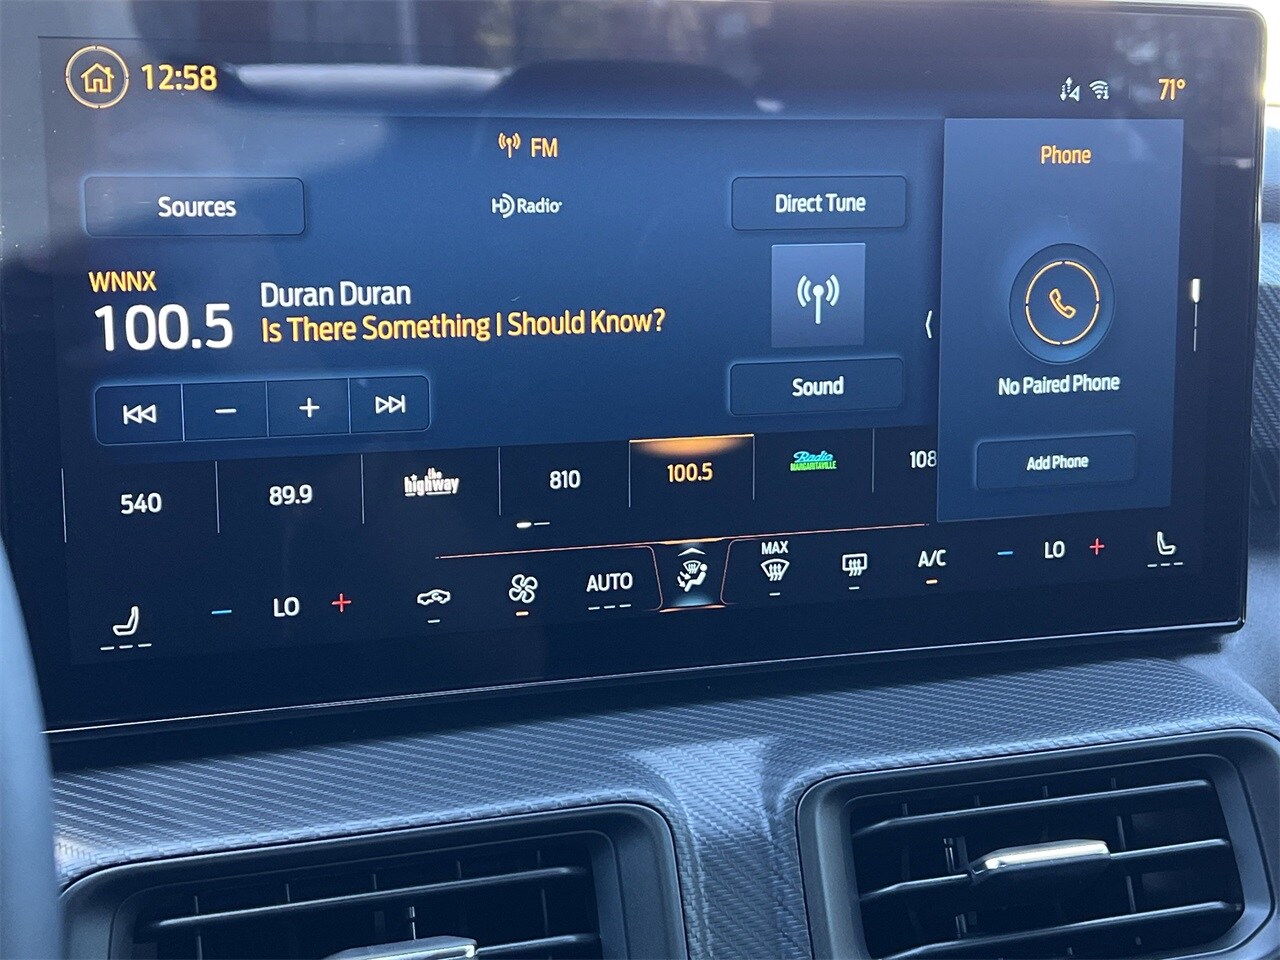 12:58
71°
FM
Phone
Sources
HD Radio
Direct Tune
WNNX
100.5
Duran Duran
Is There Something I Should Know?
No Paired Phone
Sound
Add Phone
540
89.9
the highway
810
100.5
Radio
MARGARITAVILLE
108
LO
AUTO
MAX
A/C
LO